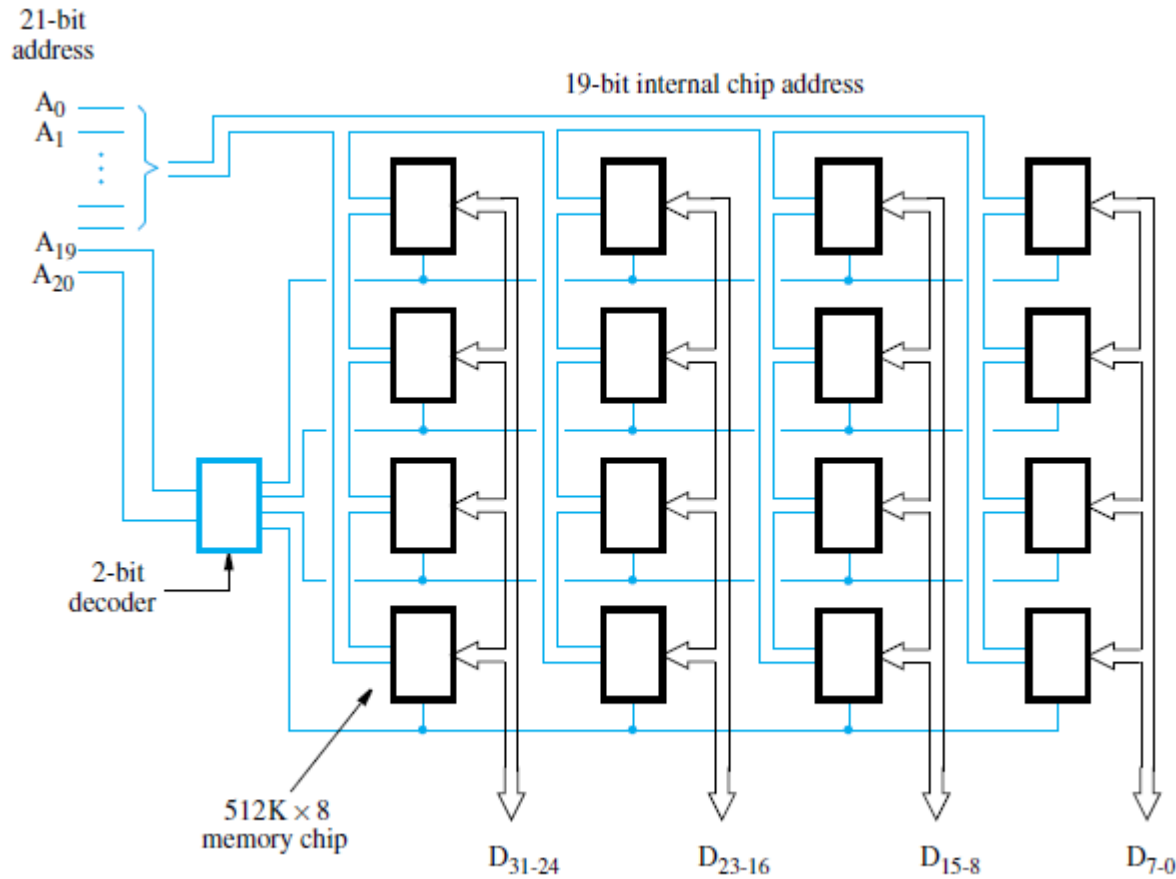 21-bit
address
A₀
A₁
19-bit internal chip address
A₁₉
A₂₀
2-bit
decoder
512K × 8
memory chip
D₃₁₋₂₄
D₂₃₋₁₆
D₁₅₋₈
D₇₋₀